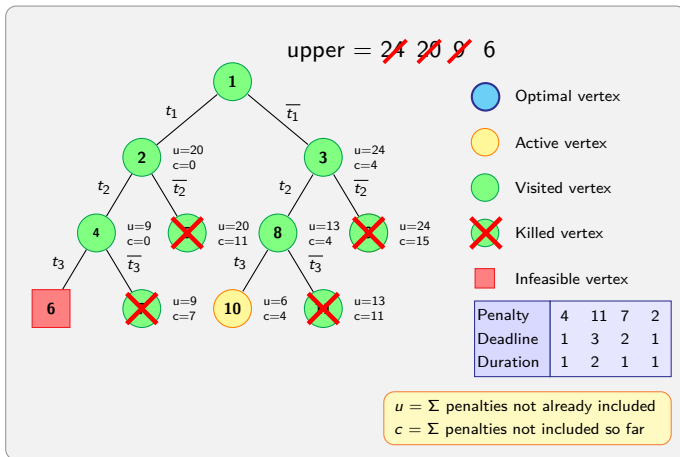 upper = 24 20 9 6
1
t₁
t̅₁
2
u=20
c=0
3
u=24
c=4
t₂
t̅₂
t₂
t̅₂
4
u=9
c=0
u=20
c=11
8
u=13
c=4
u=24
c=15
t₃
t̅₃
t₃
t̅₃
6
u=9
c=7
10
u=6
c=4
u=13
c=11
Optimal vertex
Active vertex
Visited vertex
Killed vertex
Infeasible vertex
Penalty 4 11 7 2
Deadline 1 3 2 1
Duration 1 2 1 1
u = Σ penalties not already included
c = Σ penalties not included so far